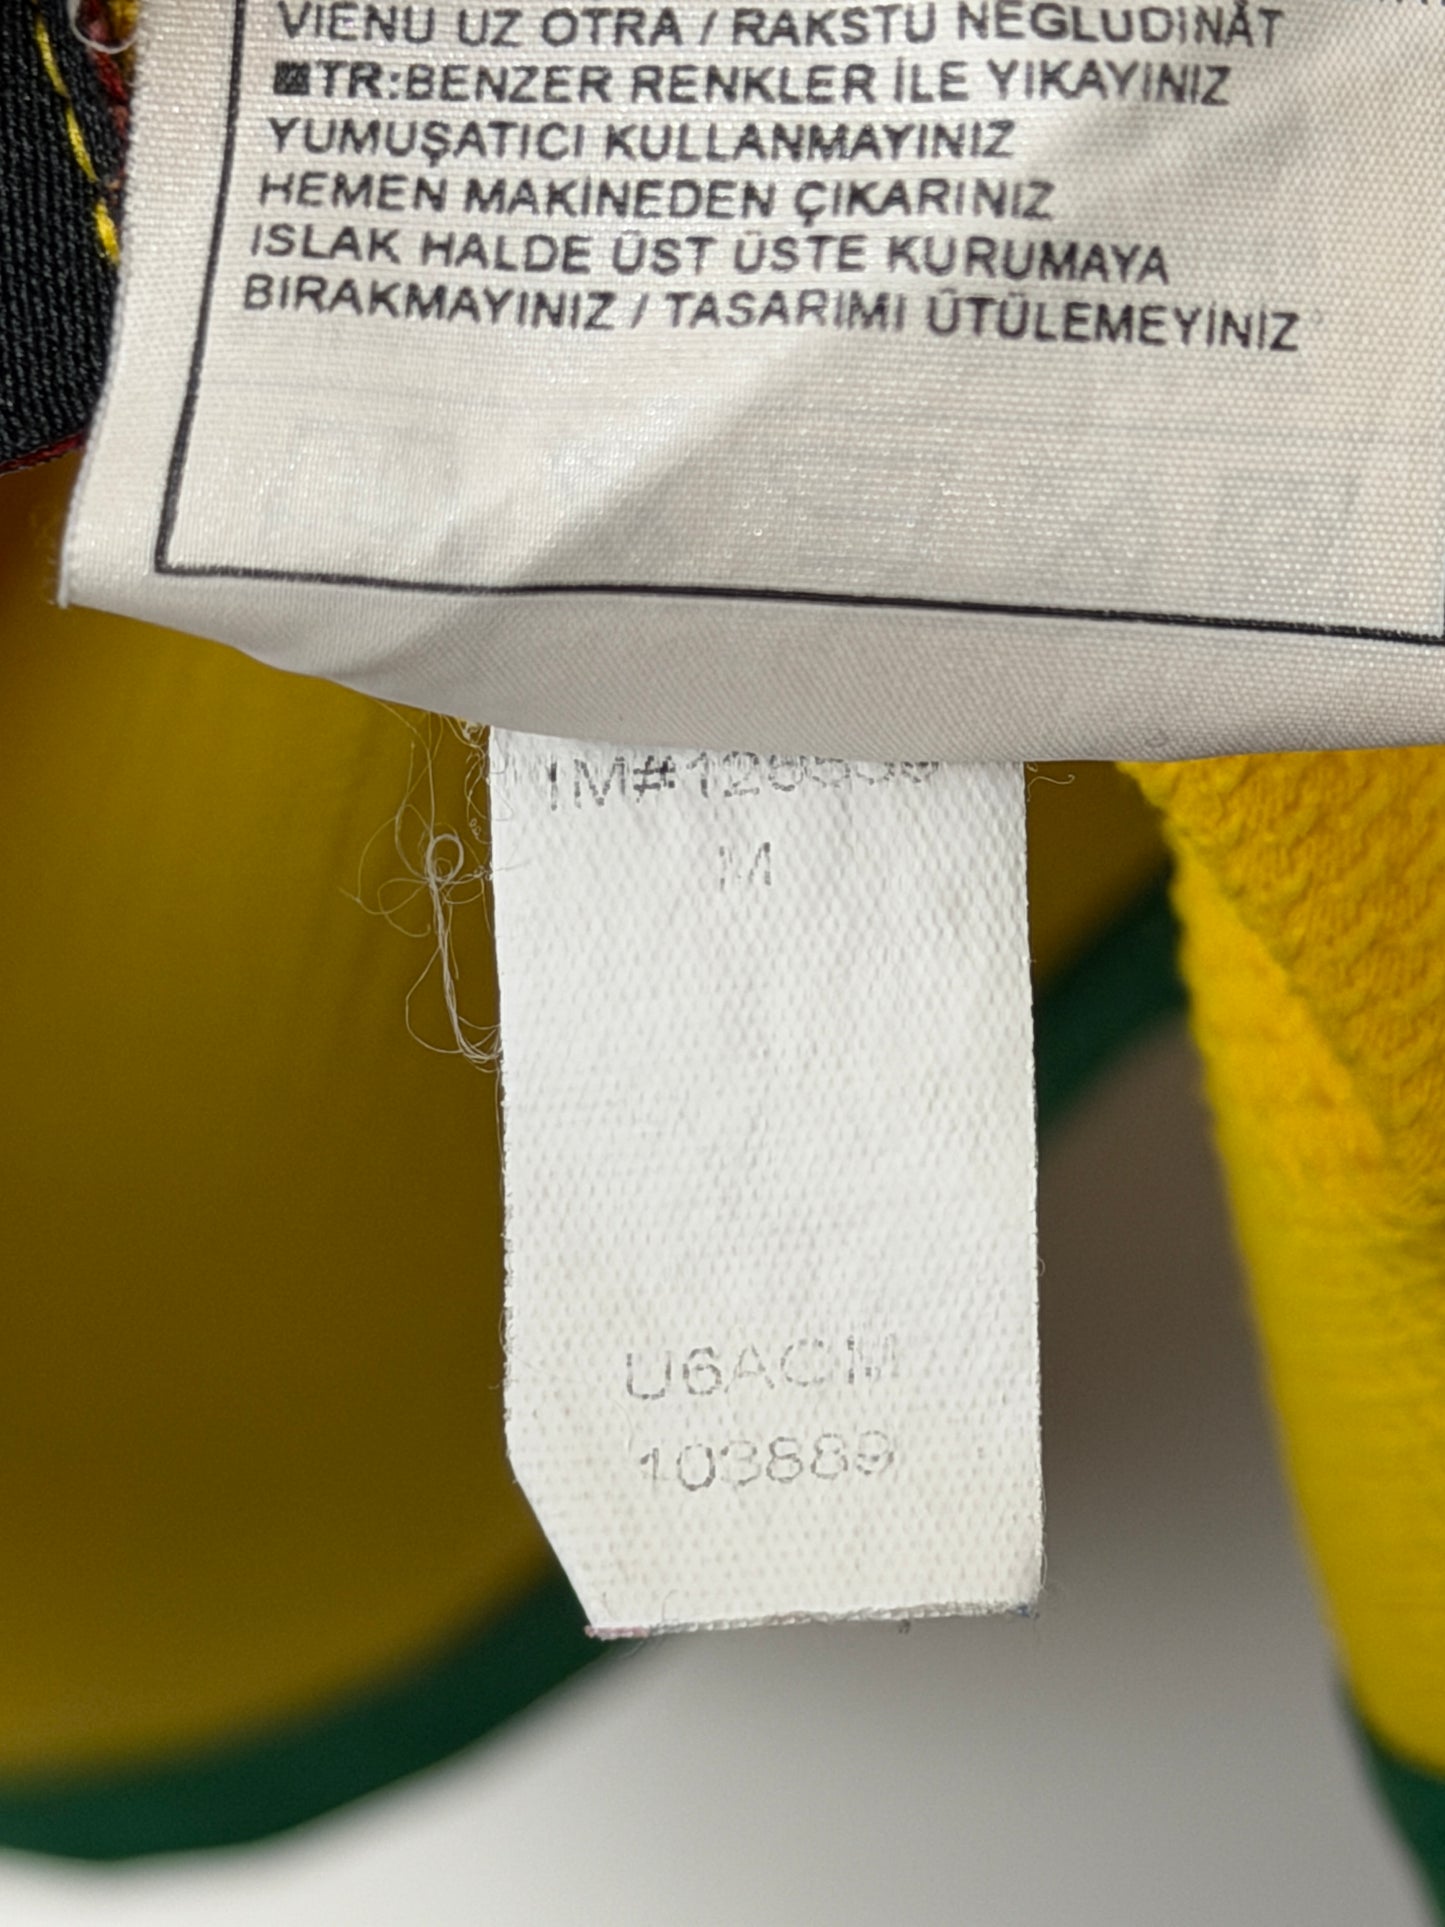 VIENU UZ OTRA / RAKSTU NEGLUDINĀT
TR:BENZER RENKLER İLE YIKAYINIZ
YUMUŞATICI KULLANMAYINIZ
HEMEN MAKİNEDEN ÇIKARINIZ
ISLAK HALDE ÜST ÜSTE KURUMAYA
BIRAKMAYINIZ / TASARIMI ÜTÜLEMEYİNİZ
M
U6ACM
103889